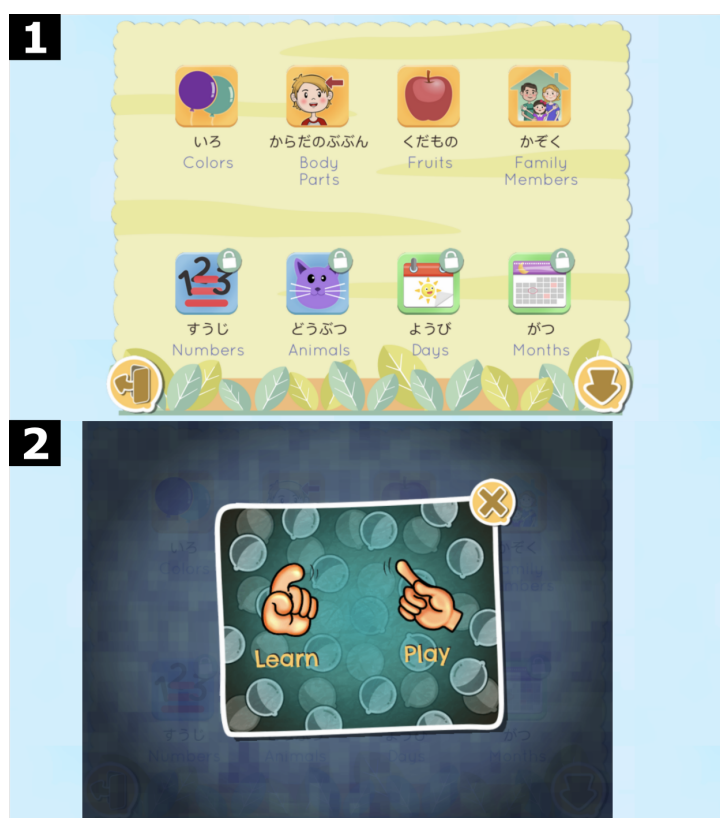 1
いろ
からだのぶぶん
くだもの
かぞく
Colors
Body
Parts
Fruits
Family
Members
123
すうじ
どうぶつ
ようび
がつ
Numbers
Animals
Days
Months
2
Learn
Play